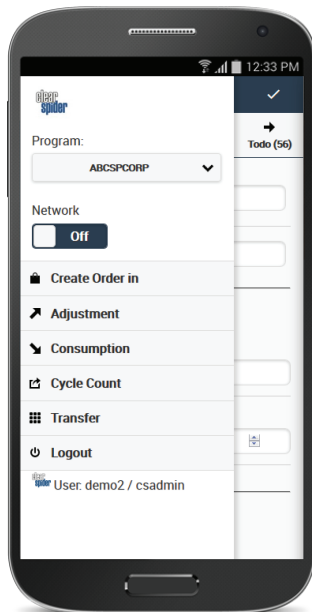 12:33 PM
clear
spider
Program:
Todo (56)
ABCSPCORP
Network
Off
Create Order in
Adjustment
Consumption
Cycle Count
Transfer
Logout
clear
spider User: demo2 / csadmin